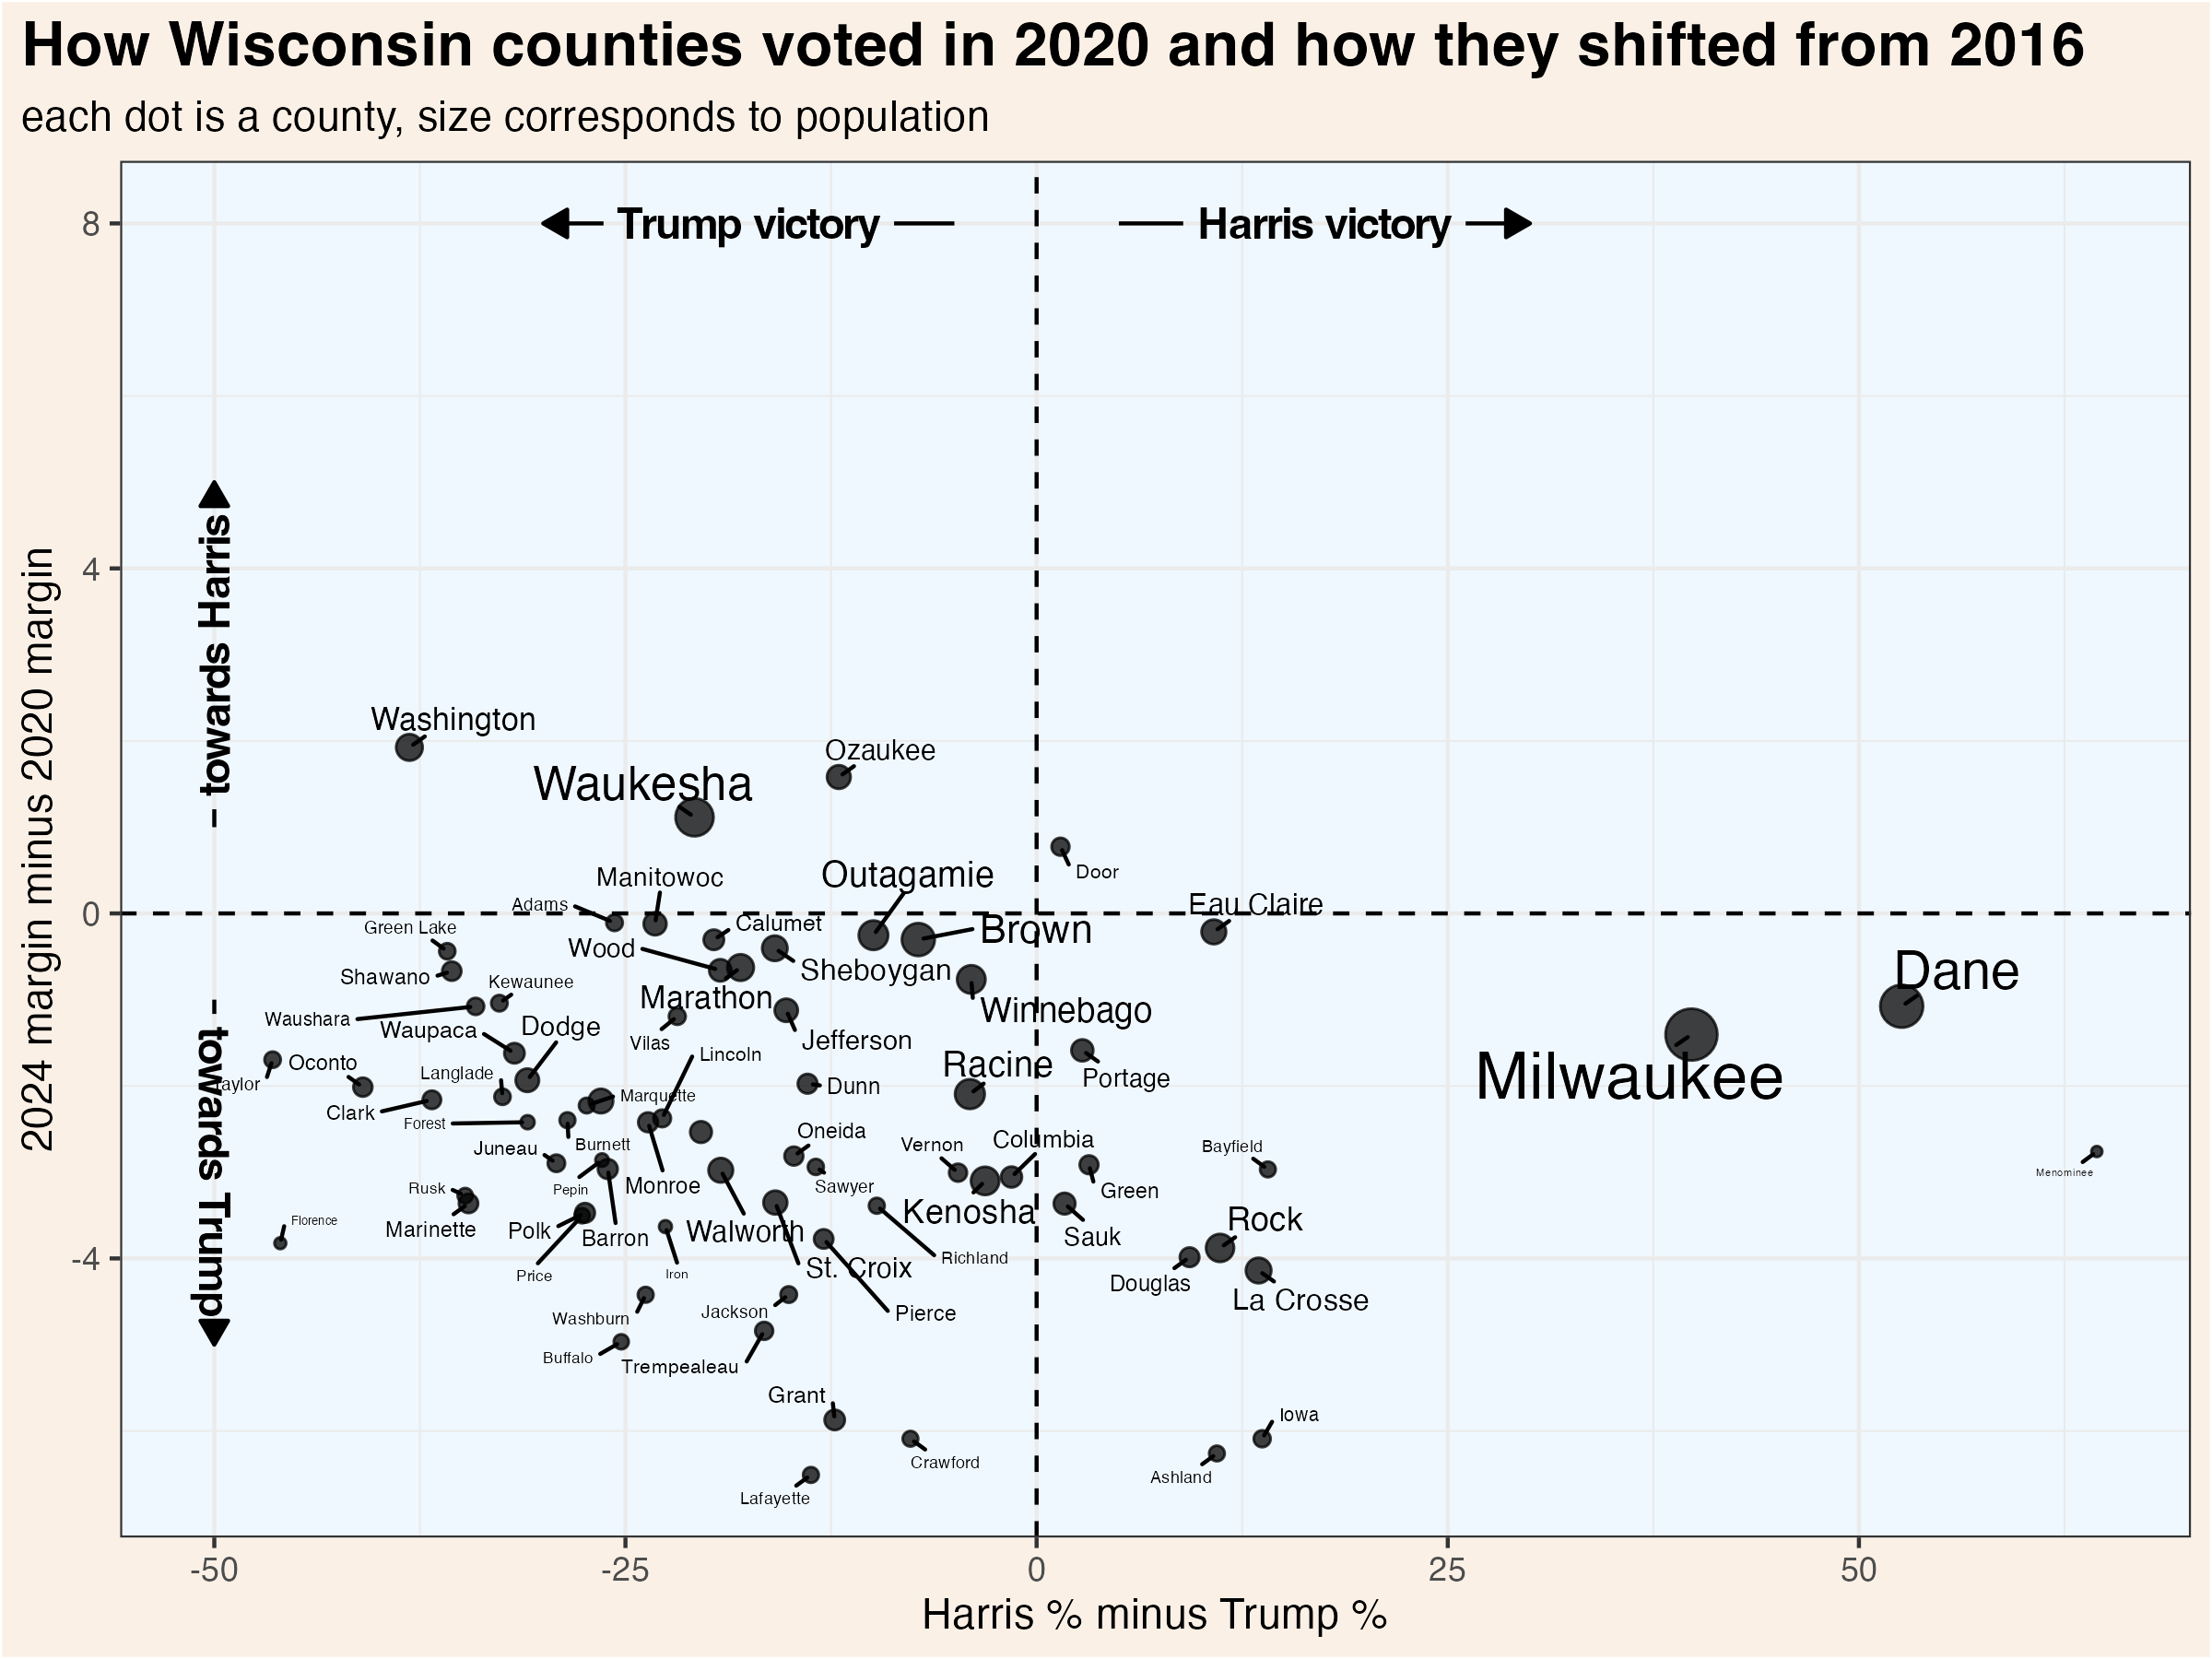 How Wisconsin counties voted in 2020 and how they shifted from 2016
each dot is a county, size corresponds to population
8
4
0
-4
2024 margin minus 2020 margin
Trump victory
Harris victory
towards Harris
towards Trump
Washington
Ozaukee
Waukesha
Door
Outagamie
Manitowoc
Adams
Eau Claire
Calumet
Brown
Green Lake
Wood
Sheboygan
Shawano
Kewaunee
Dane
Marathon
Winnebago
Waushara
Waupaca
Dodge
Vilas
Jefferson
Lincoln
Oconto
Racine
Portage
Milwaukee
Langlade
Taylor
Dunn
Marquette
Clark
Forest
Oneida
Columbia
Vernon
Juneau
Burnett
Bayfield
Menominee
Rusk
Pepin
Monroe
Sawyer
Green
Kenosha
Florence
Marinette
Polk
Barron
Walworth
Sauk
Rock
Richland
Price
Iron
St. Croix
Douglas
La Crosse
Washburn
Jackson
Pierce
Buffalo
Trempealeau
Grant
Iowa
Crawford
Ashland
Lafayette
-50
-25
0
25
50
Harris % minus Trump %